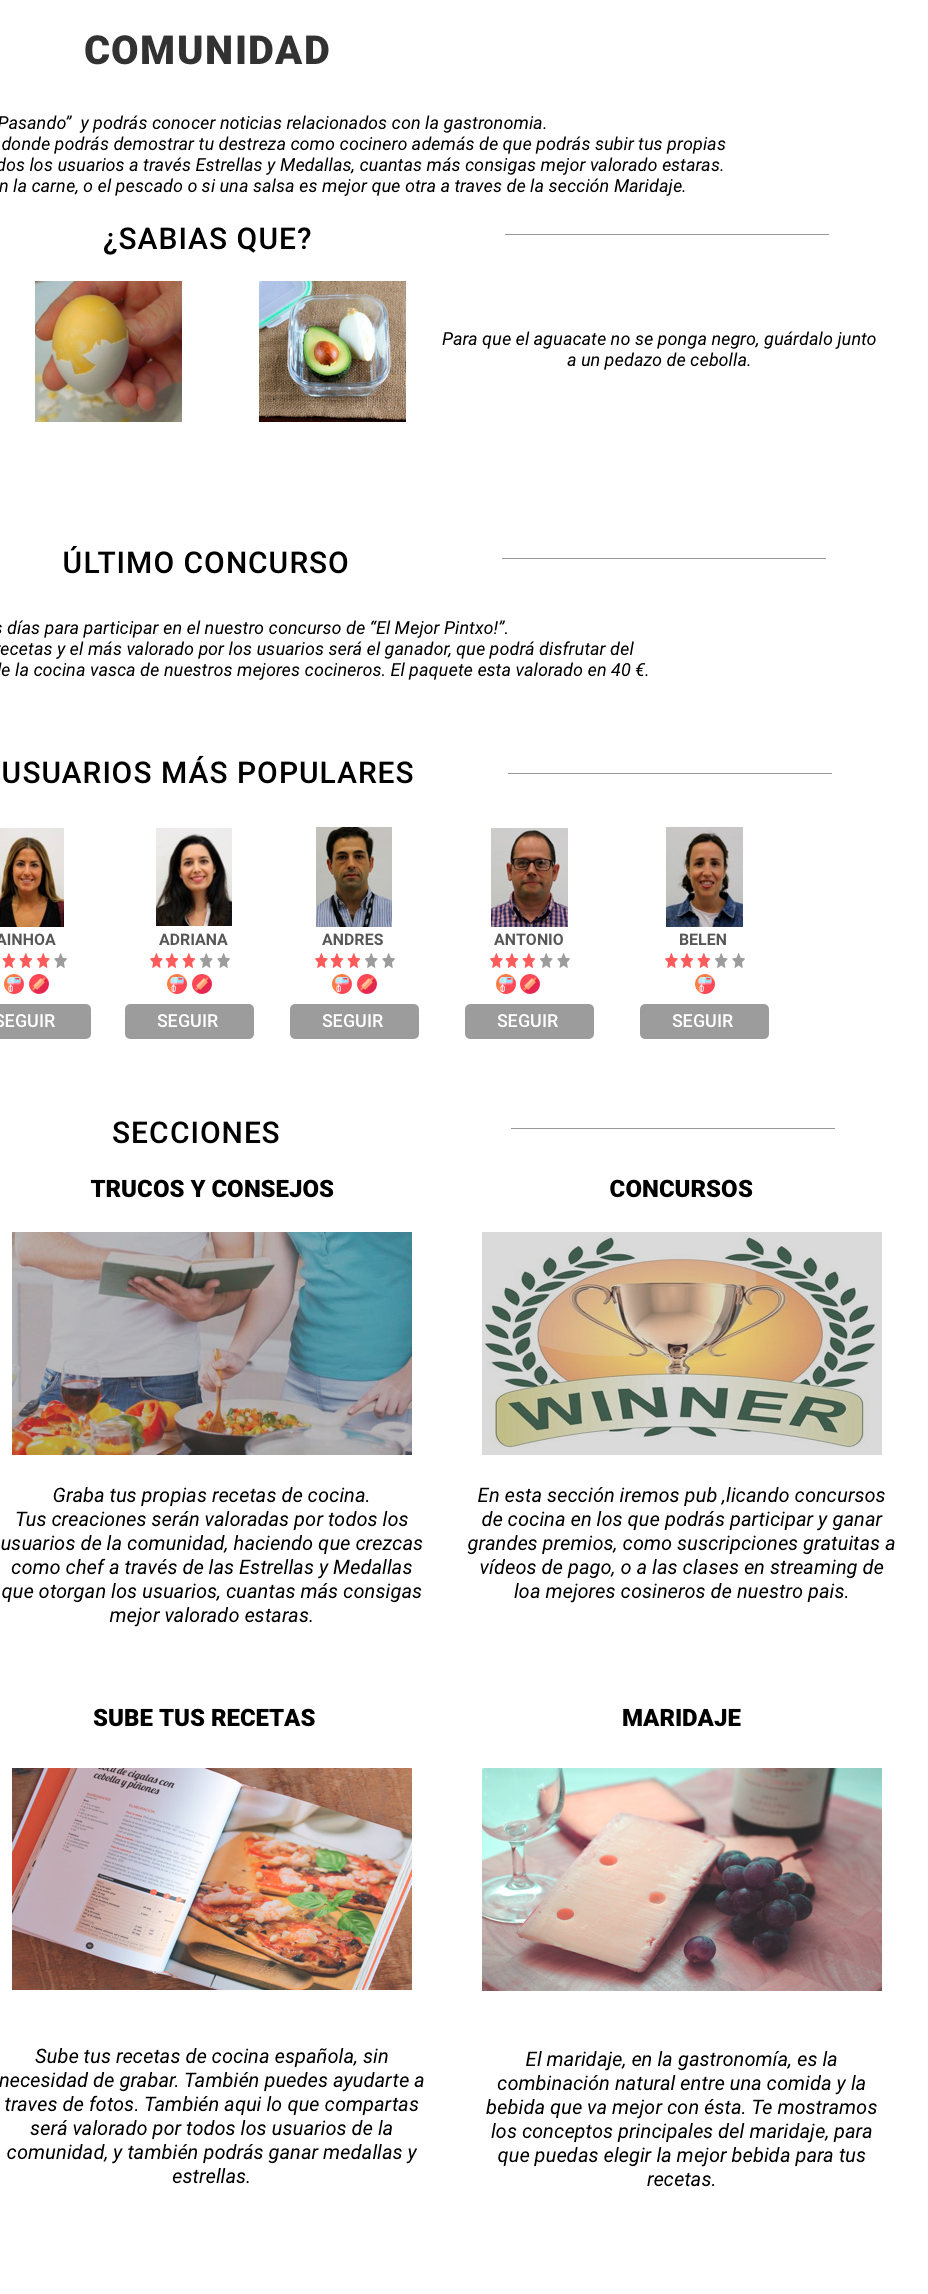 COMUNIDAD
Pasando”  y podrás conocer noticias relacionados con la gastronomia.
donde podrás demostrar tu destreza como cocinero además de que podrás subir tus propias
dos los usuarios a través Estrellas y Medallas, cuantas más consigas mejor valorado estaras.
n la carne, o el pescado o si una salsa es mejor que otra a traves de la sección Maridaje.
¿SABIAS QUE?
Para que el aguacate no se ponga negro, guárdalo junto
a un pedazo de cebolla.
ÚLTIMO CONCURSO
s días para participar en el nuestro concurso de “El Mejor Pintxo!”.
recetas y el más valorado por los usuarios será el ganador, que podrá disfrutar del
de la cocina vasca de nuestros mejores cocineros. El paquete esta valorado en 40 €.
USUARIOS MÁS POPULARES
AINHOA ADRIANA ANDRES ANTONIO BELEN
SEGUIR SEGUIR SEGUIR SEGUIR SEGUIR
SECCIONES
TRUCOS Y CONSEJOS
CONCURSOS
WINNER
Graba tus propias recetas de cocina.
Tus creaciones serán valoradas por todos los
usuarios de la comunidad, haciendo que crezcas
como chef a través de las Estrellas y Medallas
que otorgan los usuarios, cuantas más consigas
mejor valorado estaras.
En esta sección iremos pub ,licando concursos
de cocina en los que podrás participar y ganar
grandes premios, como suscripciones gratuitas a
vídeos de pago, o a las clases en streaming de
loa mejores cosineros de nuestro pais.
SUBE TUS RECETAS
MARIDAJE
de cigalas con
cebolla y piñones
Sube tus recetas de cocina española, sin
necesidad de grabar. También puedes ayudarte a
traves de fotos. También aqui lo que compartas
será valorado por todos los usuarios de la
comunidad, y también podrás ganar medallas y
estrellas.
El maridaje, en la gastronomía, es la
combinación natural entre una comida y la
bebida que va mejor con ésta. Te mostramos
los conceptos principales del maridaje, para
que puedas elegir la mejor bebida para tus
recetas.